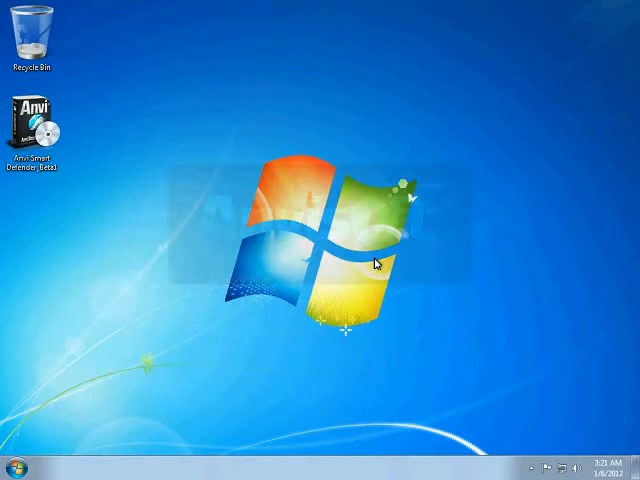 Recycle Bin
Anvi
Anvi Smart
Defender_Beta1
3:21 AM
1/6/2012